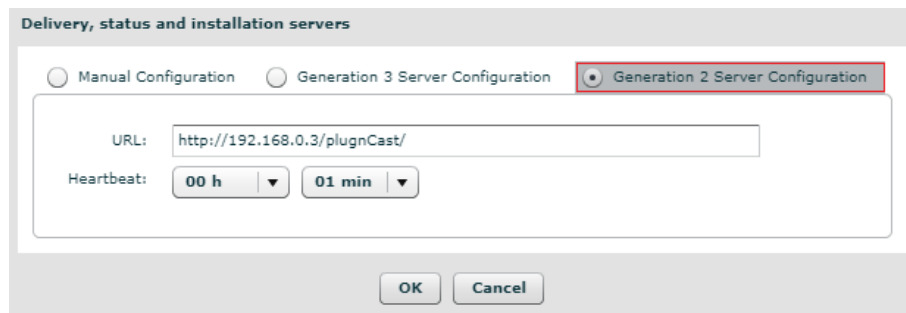 Delivery, status and installation servers
Manual Configuration Generation 3 Server Configuration Generation 2 Server Configuration
URL: http://192.168.0.3/plugnCast/
Heartbeat: 00 h 01 min
OK Cancel